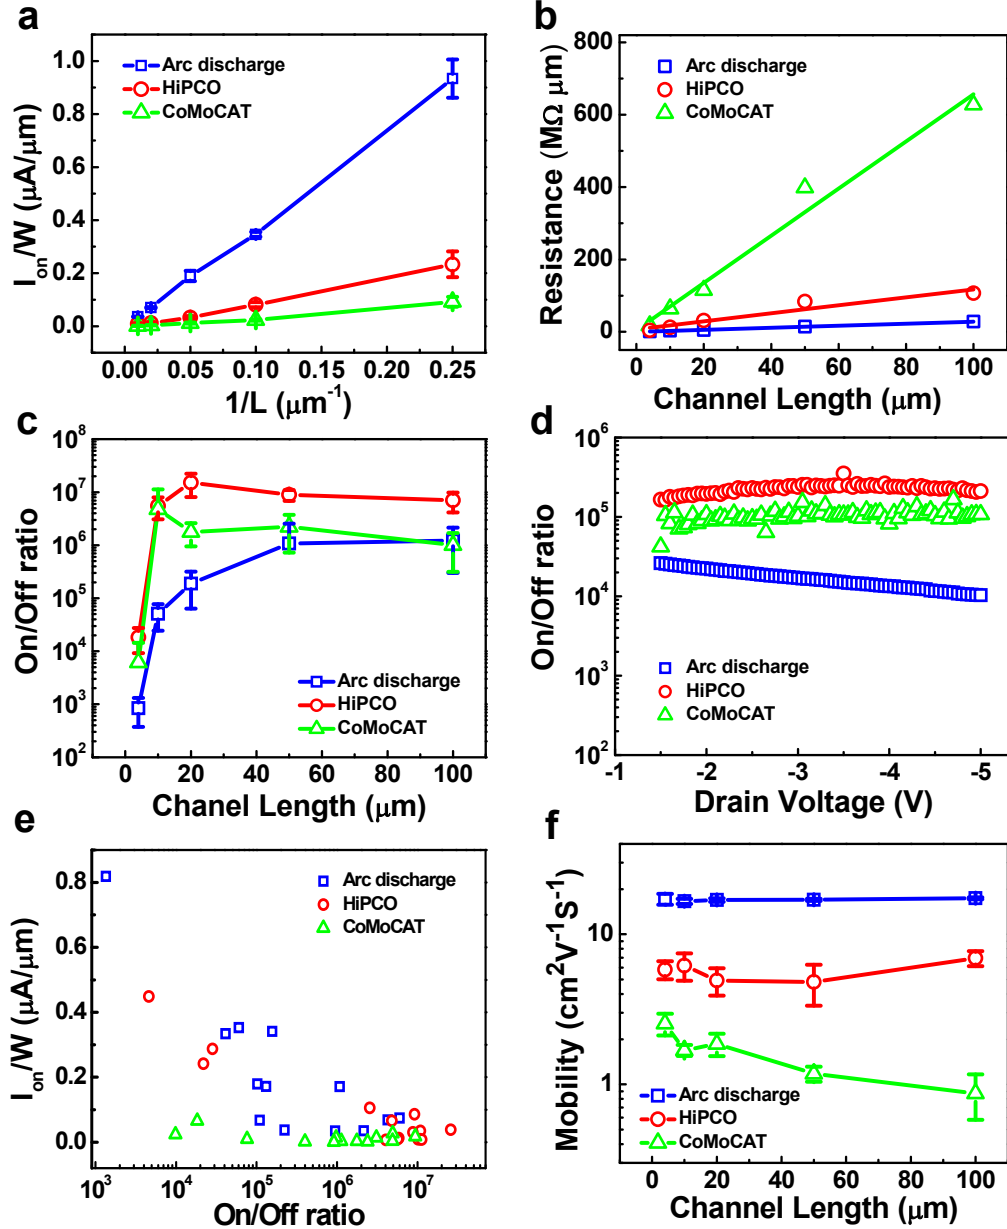 a
Arc discharge
HiPCO
CoMoCAT
1.0
0.8
0.6
0.4
0.2
0.0
I_on/W (μA/μm)
0.00 0.05 0.10 0.15 0.20 0.25
1/L (μm⁻¹)
b
Arc discharge
HiPCO
CoMoCAT
800
600
400
200
0
Resistance (MΩ μm)
0 20 40 60 80 100
Channel Length (μm)
c
10⁸
10⁷
10⁶
10⁵
10⁴
10³
10²
On/Off ratio
Arc discharge
HiPCO
CoMoCAT
0 20 40 60 80 100
Chanel Length (μm)
d
10⁶
10⁵
10⁴
10³
10²
On/Off ratio
Arc discharge
HiPCO
CoMoCAT
-1 -2 -3 -4 -5
Drain Voltage (V)
e
Arc discharge
HiPCO
CoMoCAT
0.8
0.6
0.4
0.2
0.0
I_on/W (μA/μm)
10³ 10⁴ 10⁵ 10⁶ 10⁷
On/Off ratio
f
10
1
Mobility (cm²V⁻¹S⁻¹)
Arc discharge
HiPCO
CoMoCAT
0 20 40 60 80 100
Channel Length (μm)